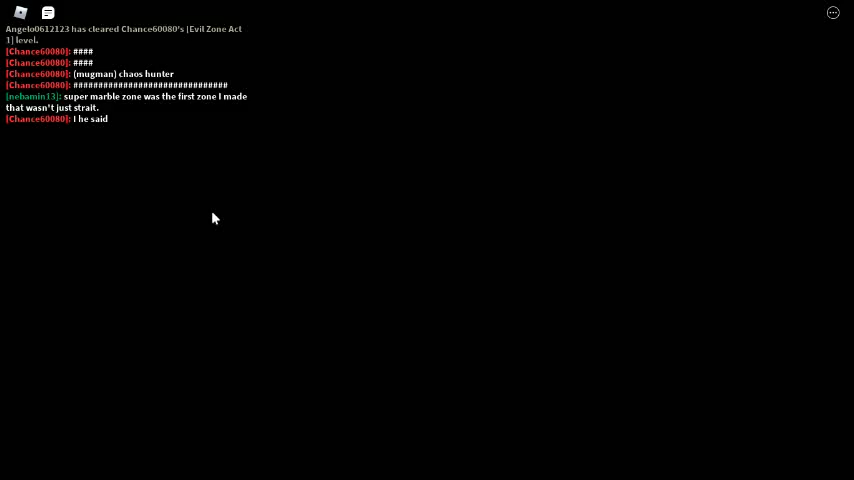 Angelo0612123 has cleared Chance60080's [Evil Zone Act
1] level.
[Chance60080]: ####
[Chance60080]: ####
[Chance60080]: (mugman) chaos hunter
[Chance60080]: ###############################
[nebamin13]: super marble zone was the first zone I made
that wasn't just strait.
[Chance60080]: I he said